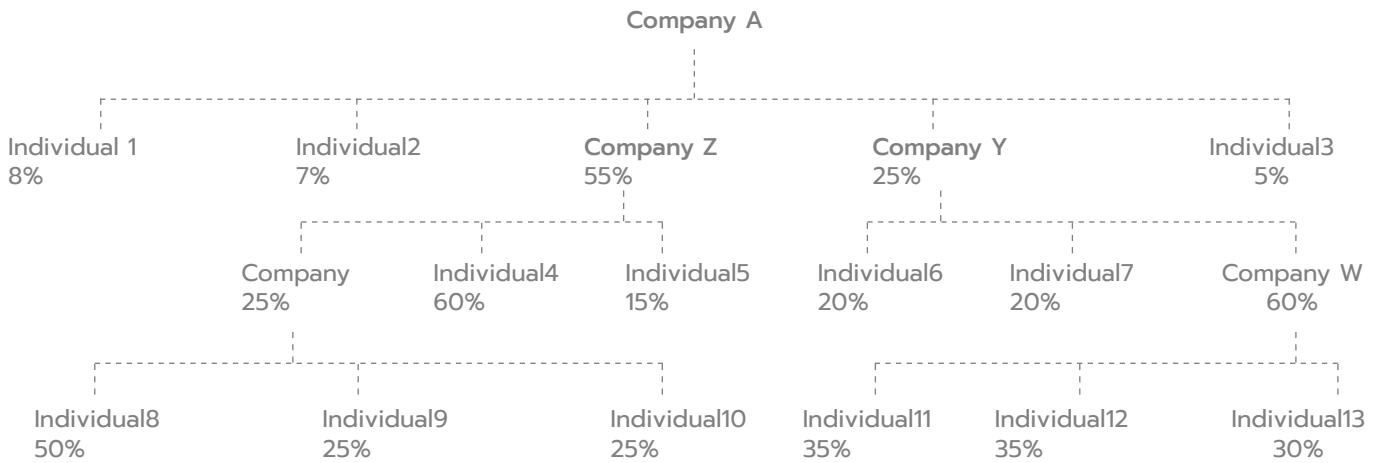 Company A
Individual 1
8%
Individual2
7%
Company Z
55%
Company Y
25%
Individual3
5%
Company
25%
Individual4
60%
Individual5
15%
Individual6
20%
Individual7
20%
Company W
60%
Individual8
50%
Individual9
25%
Individual10
25%
Individual11
35%
Individual12
35%
Individual13
30%